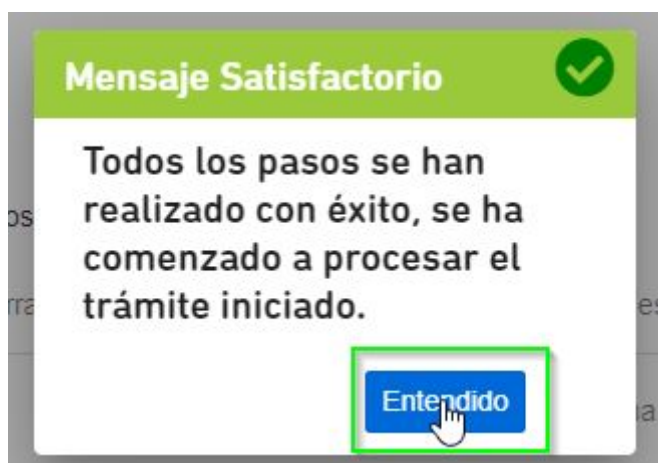 Mensaje Satisfactorio
Todos los pasos se han
realizado con éxito, se ha
comenzado a procesar el
trámite iniciado.
Entendido